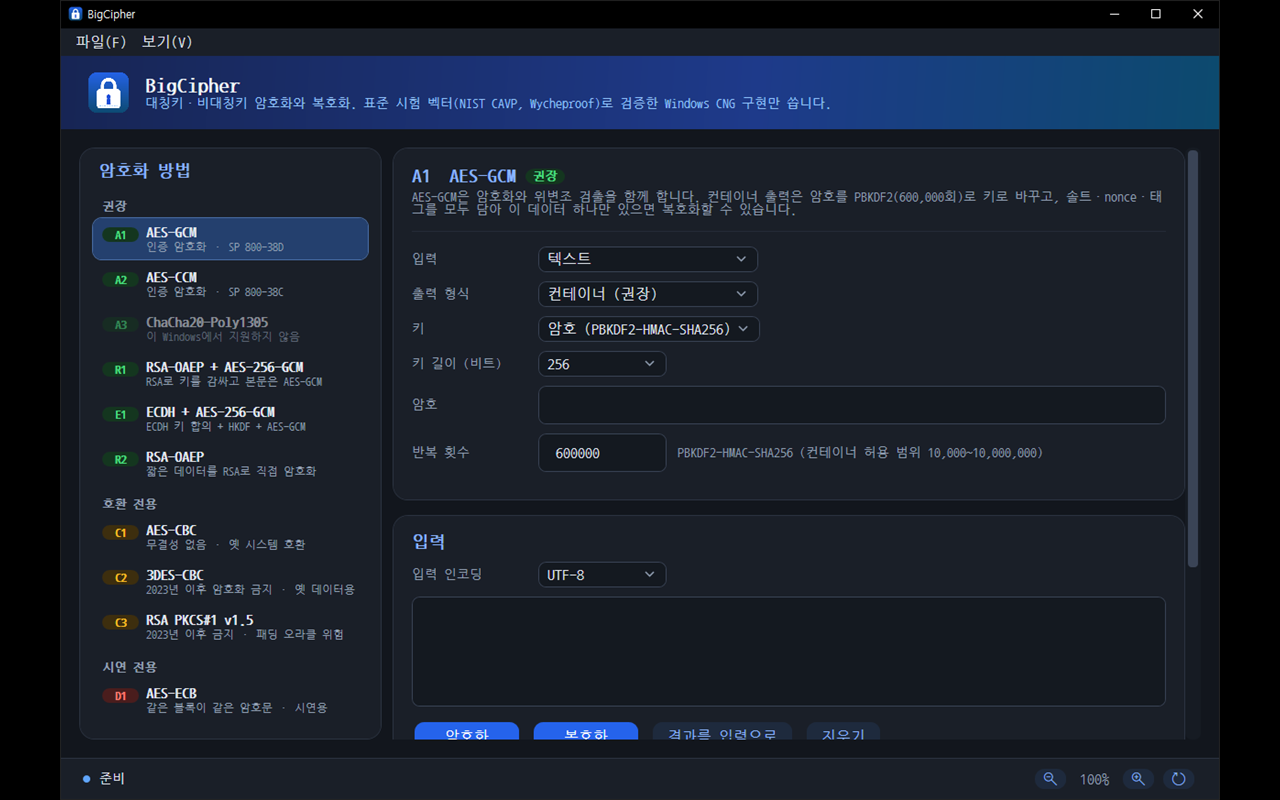 BigCipher
파일(F) 보기(V)
BigCipher
대칭키·비대칭키 암호화와 복호화. 표준 시험 벡터(NIST CAVP, Wycheproof)로 검증한 Windows CNG 구현만 씁니다.
암호화 방법
권장
A1 AES-GCM
인증 암호화 · SP 800-38D
A2 AES-CCM
인증 암호화 · SP 800-38C
A3 ChaCha20-Poly1305
이 Windows에서 지원하지 않음
R1 RSA-OAEP + AES-256-GCM
RSA로 키를 감싸고 본문은 AES-GCM
E1 ECDH + AES-256-GCM
ECDH 키 합의 + HKDF + AES-GCM
R2 RSA-OAEP
짧은 데이터를 RSA로 직접 암호화
호환 전용
C1 AES-CBC
무결성 없음 · 옛 시스템 호환
C2 3DES-CBC
2023년 이후 암호화 금지 · 옛 데이터용
C3 RSA PKCS#1 v1.5
2023년 이후 금지 · 패딩 오라클 위험
시연 전용
D1 AES-ECB
같은 블록이 같은 암호문 · 시연용
A1 AES-GCM 권장
AES-GCM은 암호화와 위변조 검출을 함께 합니다. 컨테이너 출력은 암호를 PBKDF2(600,000회)로 키로 바꾸고, 솔트·nonce·태
그를 모두 담아 이 데이터 하나만 있으면 복호화할 수 있습니다.
입력 텍스트
출력 형식 컨테이너 (권장)
키 암호 (PBKDF2-HMAC-SHA256)
키 길이 (비트) 256
암호
반복 횟수 600000 PBKDF2-HMAC-SHA256 (컨테이너 허용 범위 10,000~10,000,000)
입력
입력 인코딩 UTF-8
암호화 복호화 결과를 입력으로 지우기
준비 100%